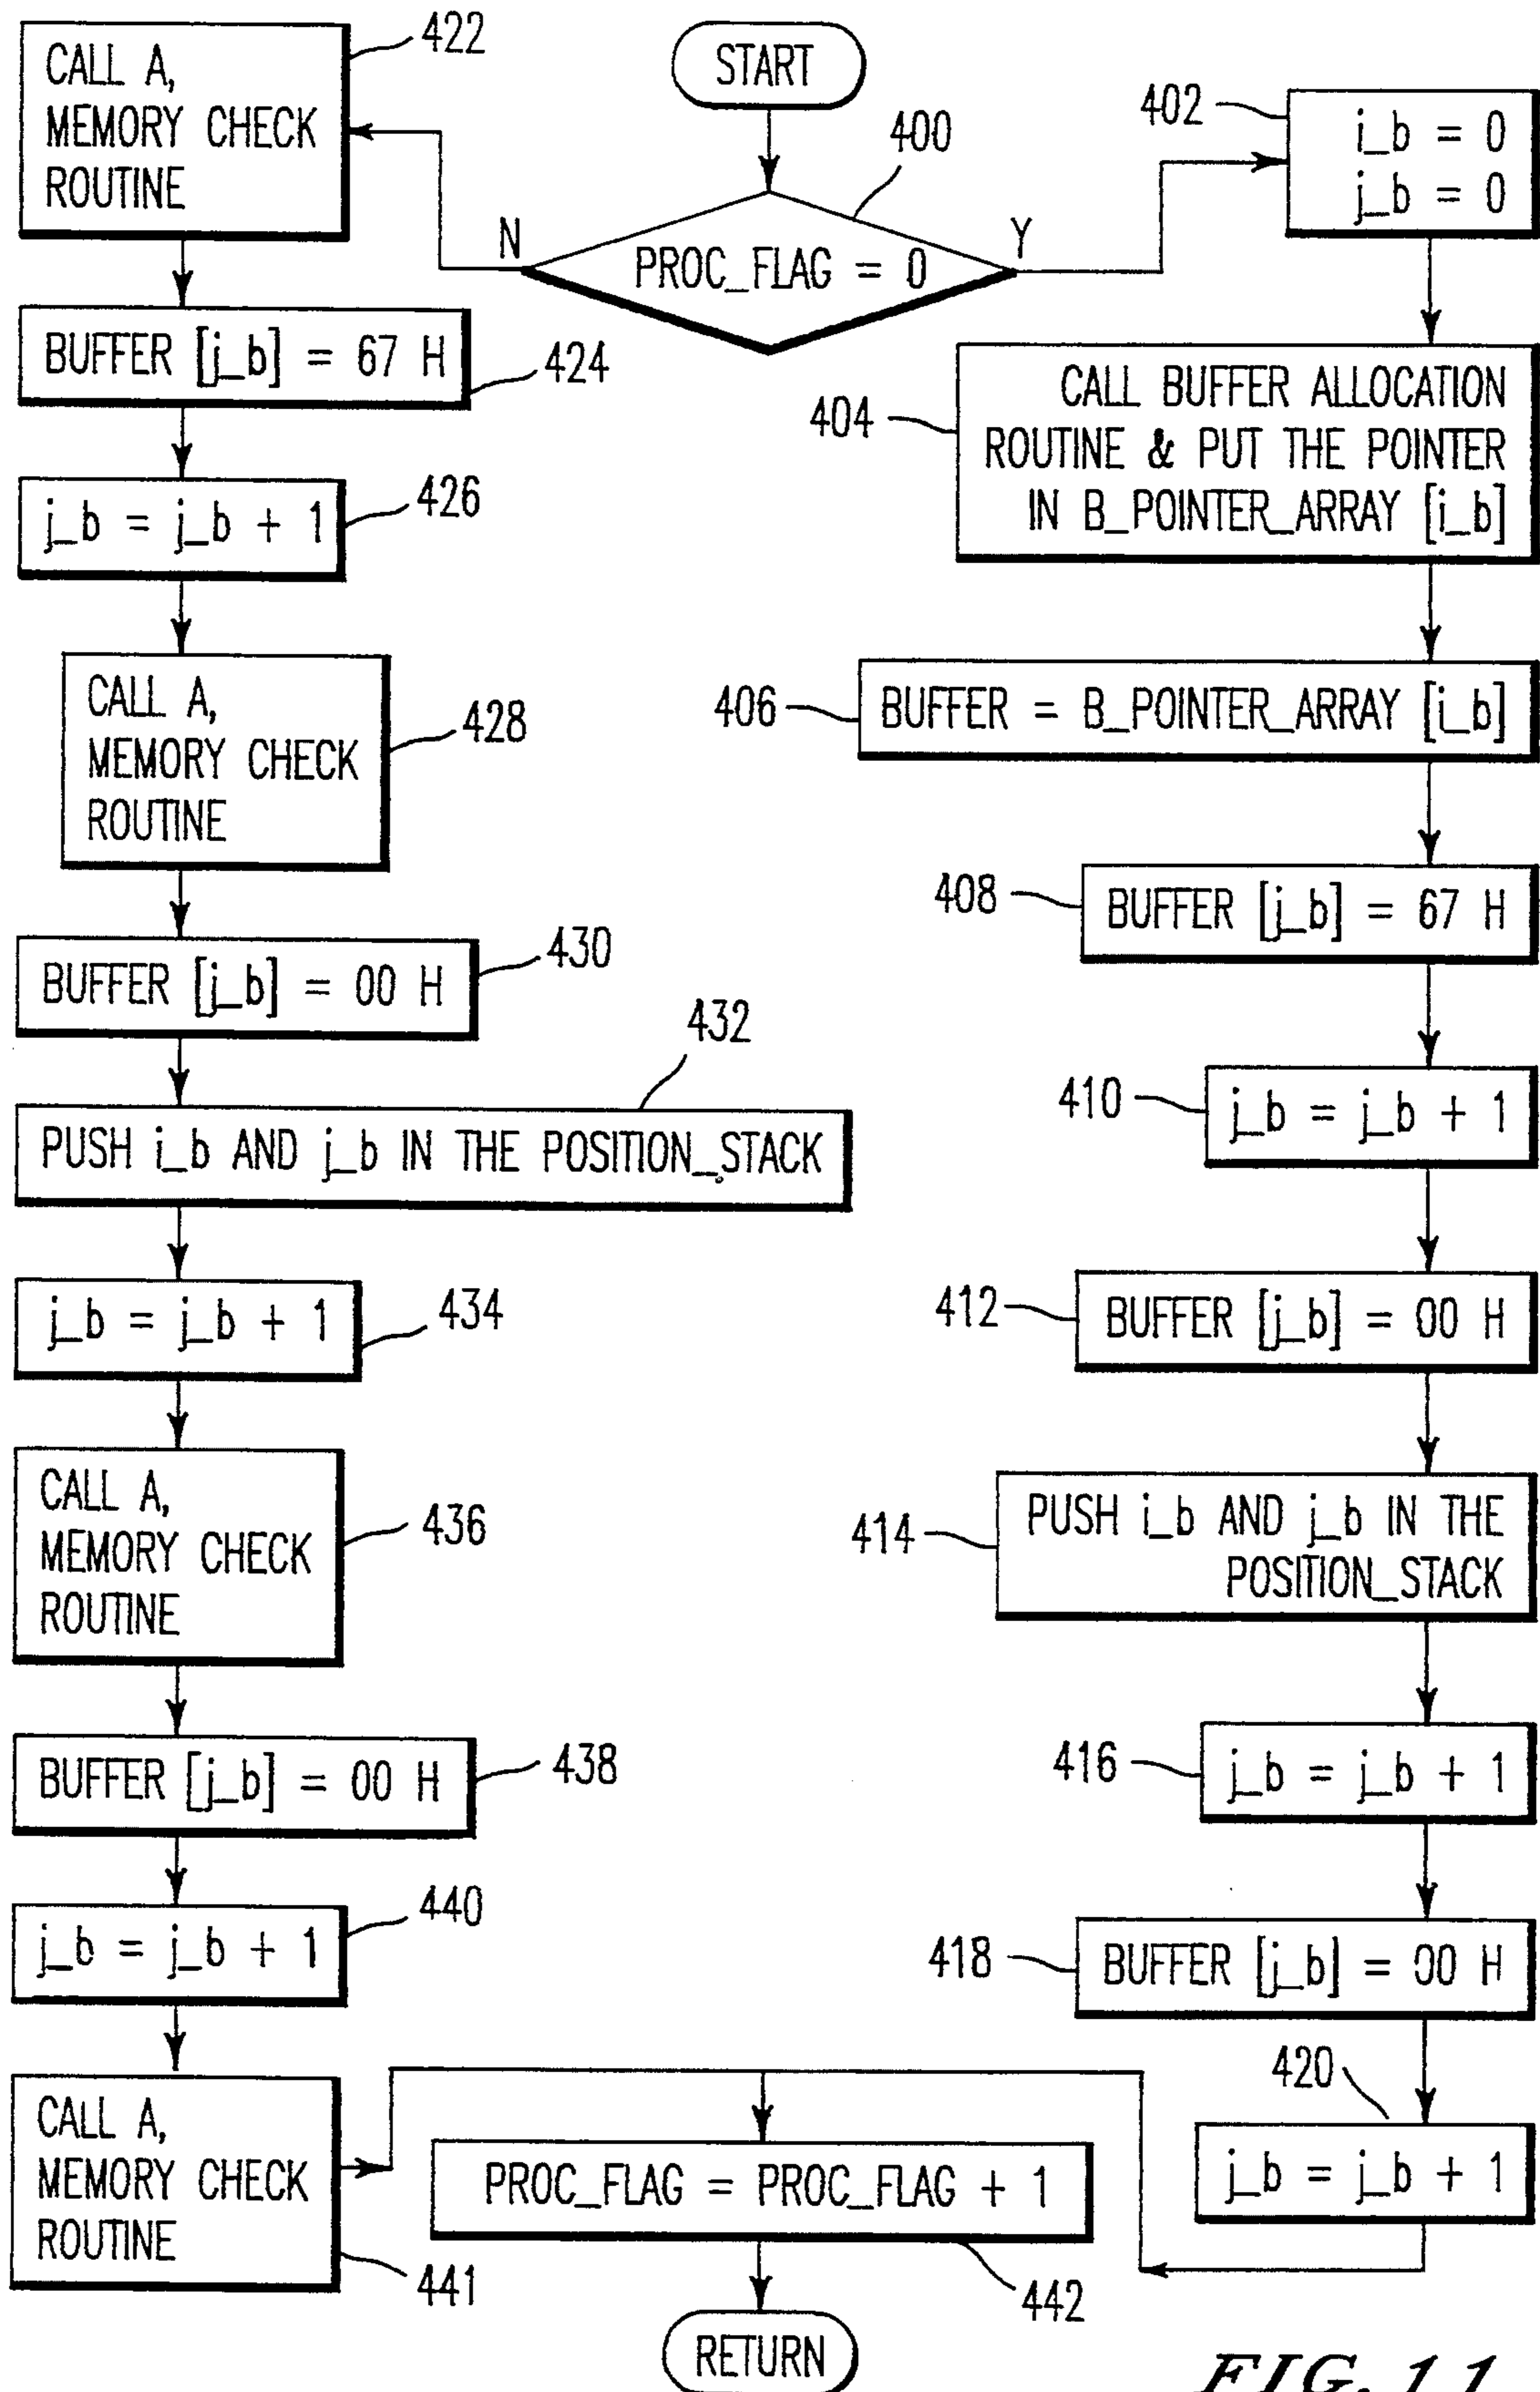 START
400
N
PROC_FLAG = 0
Y
402
i_b = 0
j_b = 0
404
CALL BUFFER ALLOCATION
ROUTINE & PUT THE POINTER
IN B_POINTER_ARRAY [i_b]
406
BUFFER = B_POINTER_ARRAY [i_b]
408
BUFFER [j_b] = 67 H
410
j_b = j_b + 1
412
BUFFER [j_b] = 00 H
414
PUSH i_b AND j_b IN THE
POSITION_STACK
416
j_b = j_b + 1
418
BUFFER [j_b] = 00 H
420
j_b = j_b + 1
422
CALL A,
MEMORY CHECK
ROUTINE
BUFFER [j_b] = 67 H
424
j_b = j_b + 1
426
CALL A,
MEMORY CHECK
ROUTINE
428
BUFFER [j_b] = 00 H
430
432
PUSH i_b AND j_b IN THE POSITION_STACK
j_b = j_b + 1
434
CALL A,
MEMORY CHECK
ROUTINE
436
BUFFER [j_b] = 00 H
438
j_b = j_b + 1
440
CALL A,
MEMORY CHECK
ROUTINE
441
PROC_FLAG = PROC_FLAG + 1
442
RETURN
FIG. 11